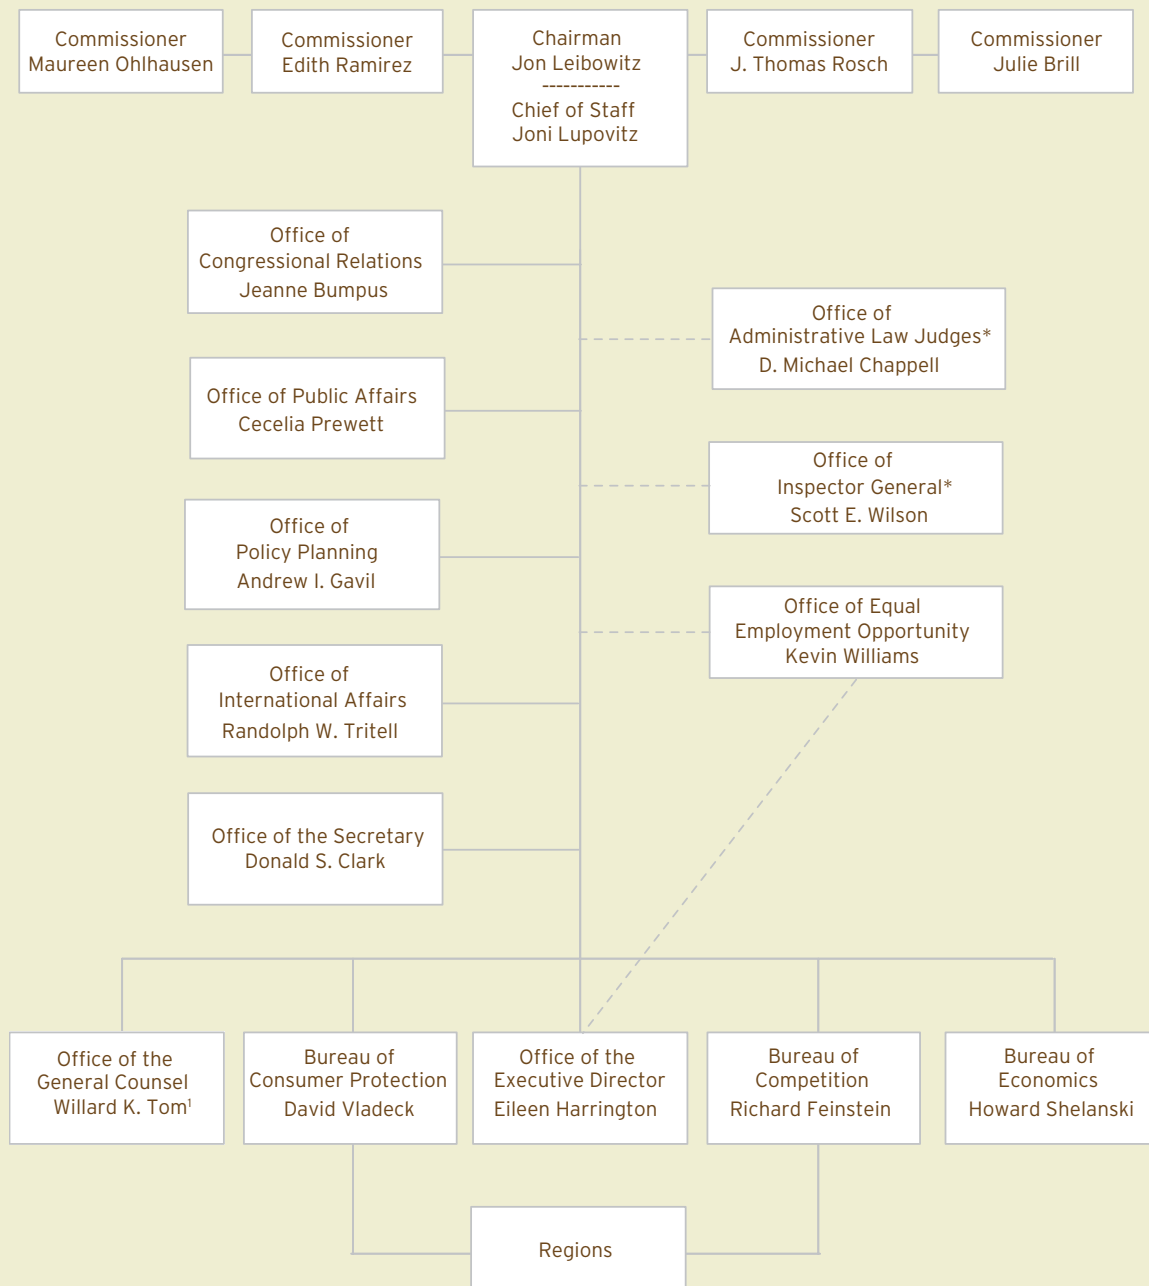 Commissioner
Maureen Ohlhausen
Commissioner
Edith Ramirez
Chairman
Jon Leibowitz
-----------
Chief of Staff
Joni Lupovitz
Commissioner
J. Thomas Rosch
Commissioner
Julie Brill
Office of
Congressional Relations
Jeanne Bumpus
Office of
Administrative Law Judges*
D. Michael Chappell
Office of Public Affairs
Cecelia Prewett
Office of
Inspector General*
Scott E. Wilson
Office of
Policy Planning
Andrew I. Gavil
Office of Equal
Employment Opportunity
Kevin Williams
Office of
International Affairs
Randolph W. Tritell
Office of the Secretary
Donald S. Clark
Office of the
General Counsel
Willard K. Tom¹
Bureau of
Consumer Protection
David Vladeck
Office of the
Executive Director
Eileen Harrington
Bureau of
Competition
Richard Feinstein
Bureau of
Economics
Howard Shelanski
Regions